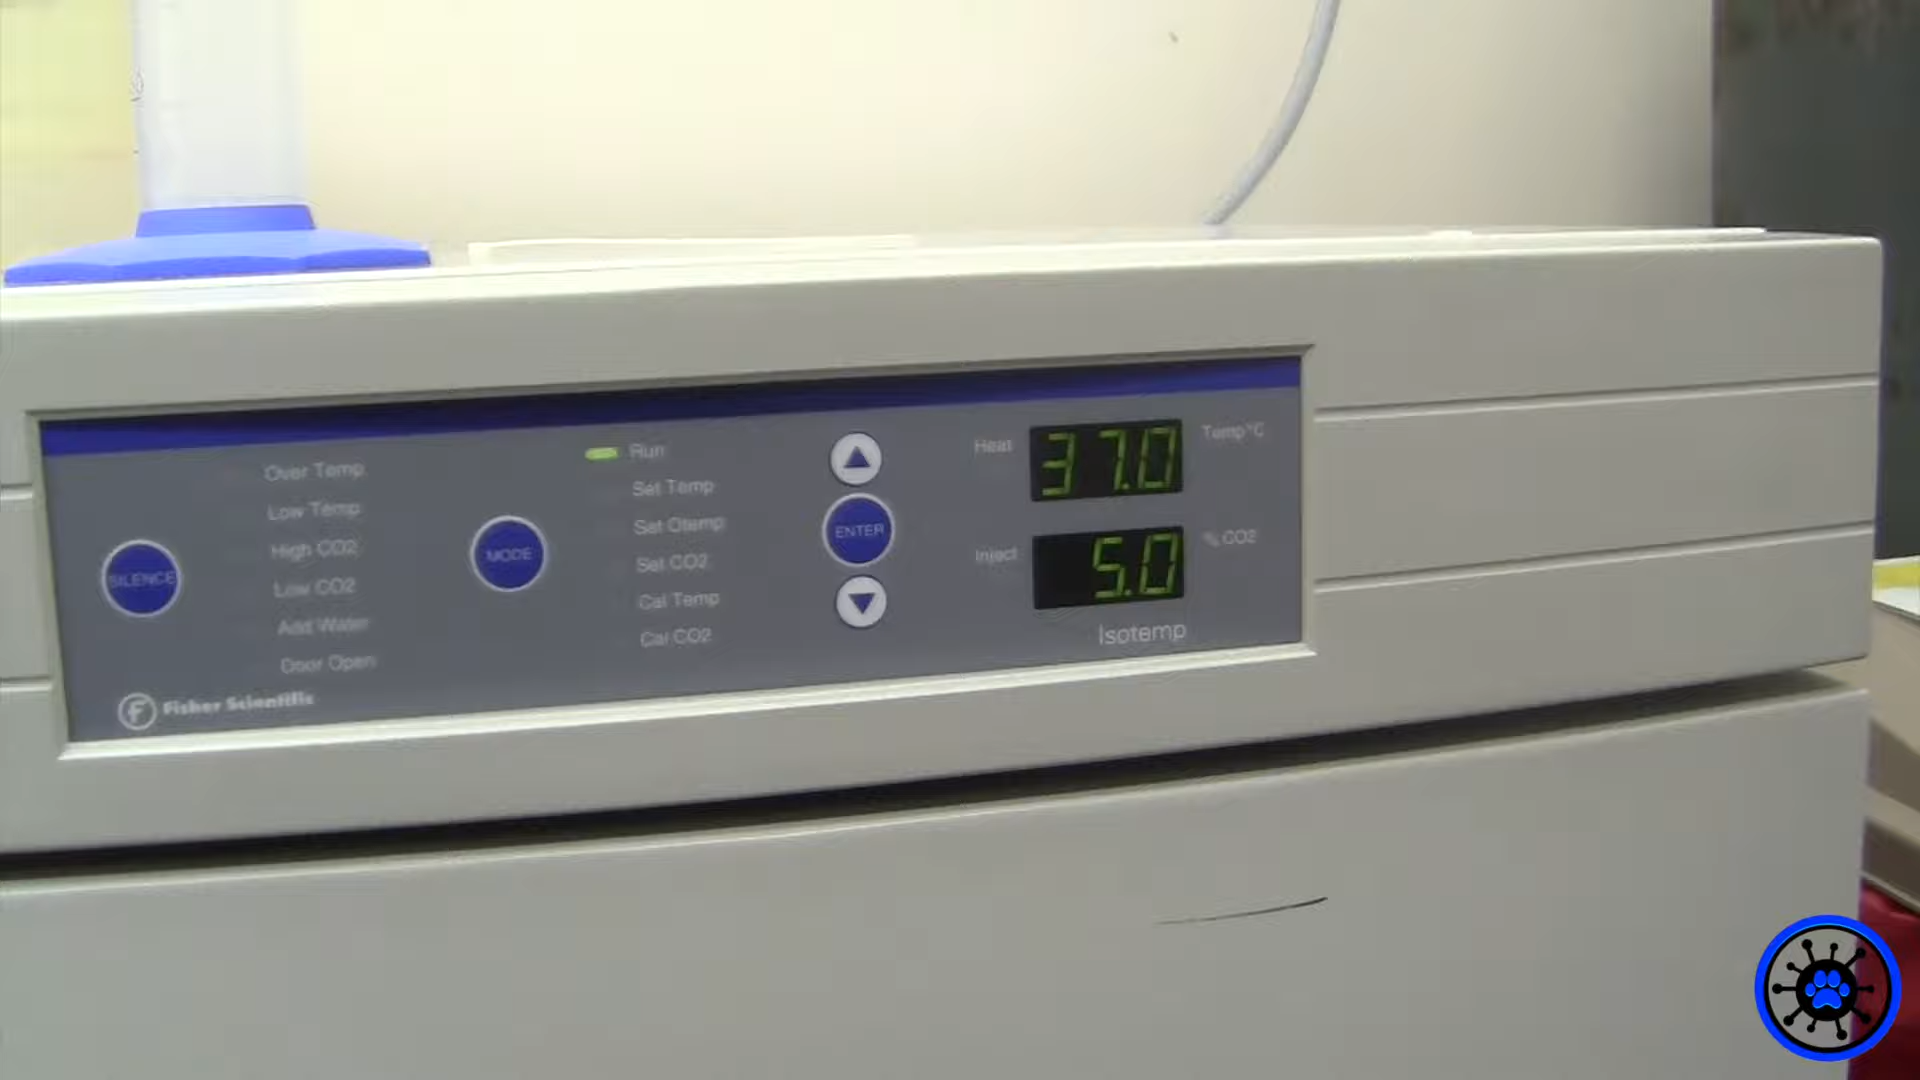 Over Temp
Low Temp
High CO2
Low CO2
Add Water
Door Open
SILENCE
MODE
Run
Set Temp
Set Otemp
Set CO2
Cal Temp
Cal CO2
ENTER
Heat
37.0
Temp°C
Inject
5.0
% CO2
Isotemp
Fisher Scientific